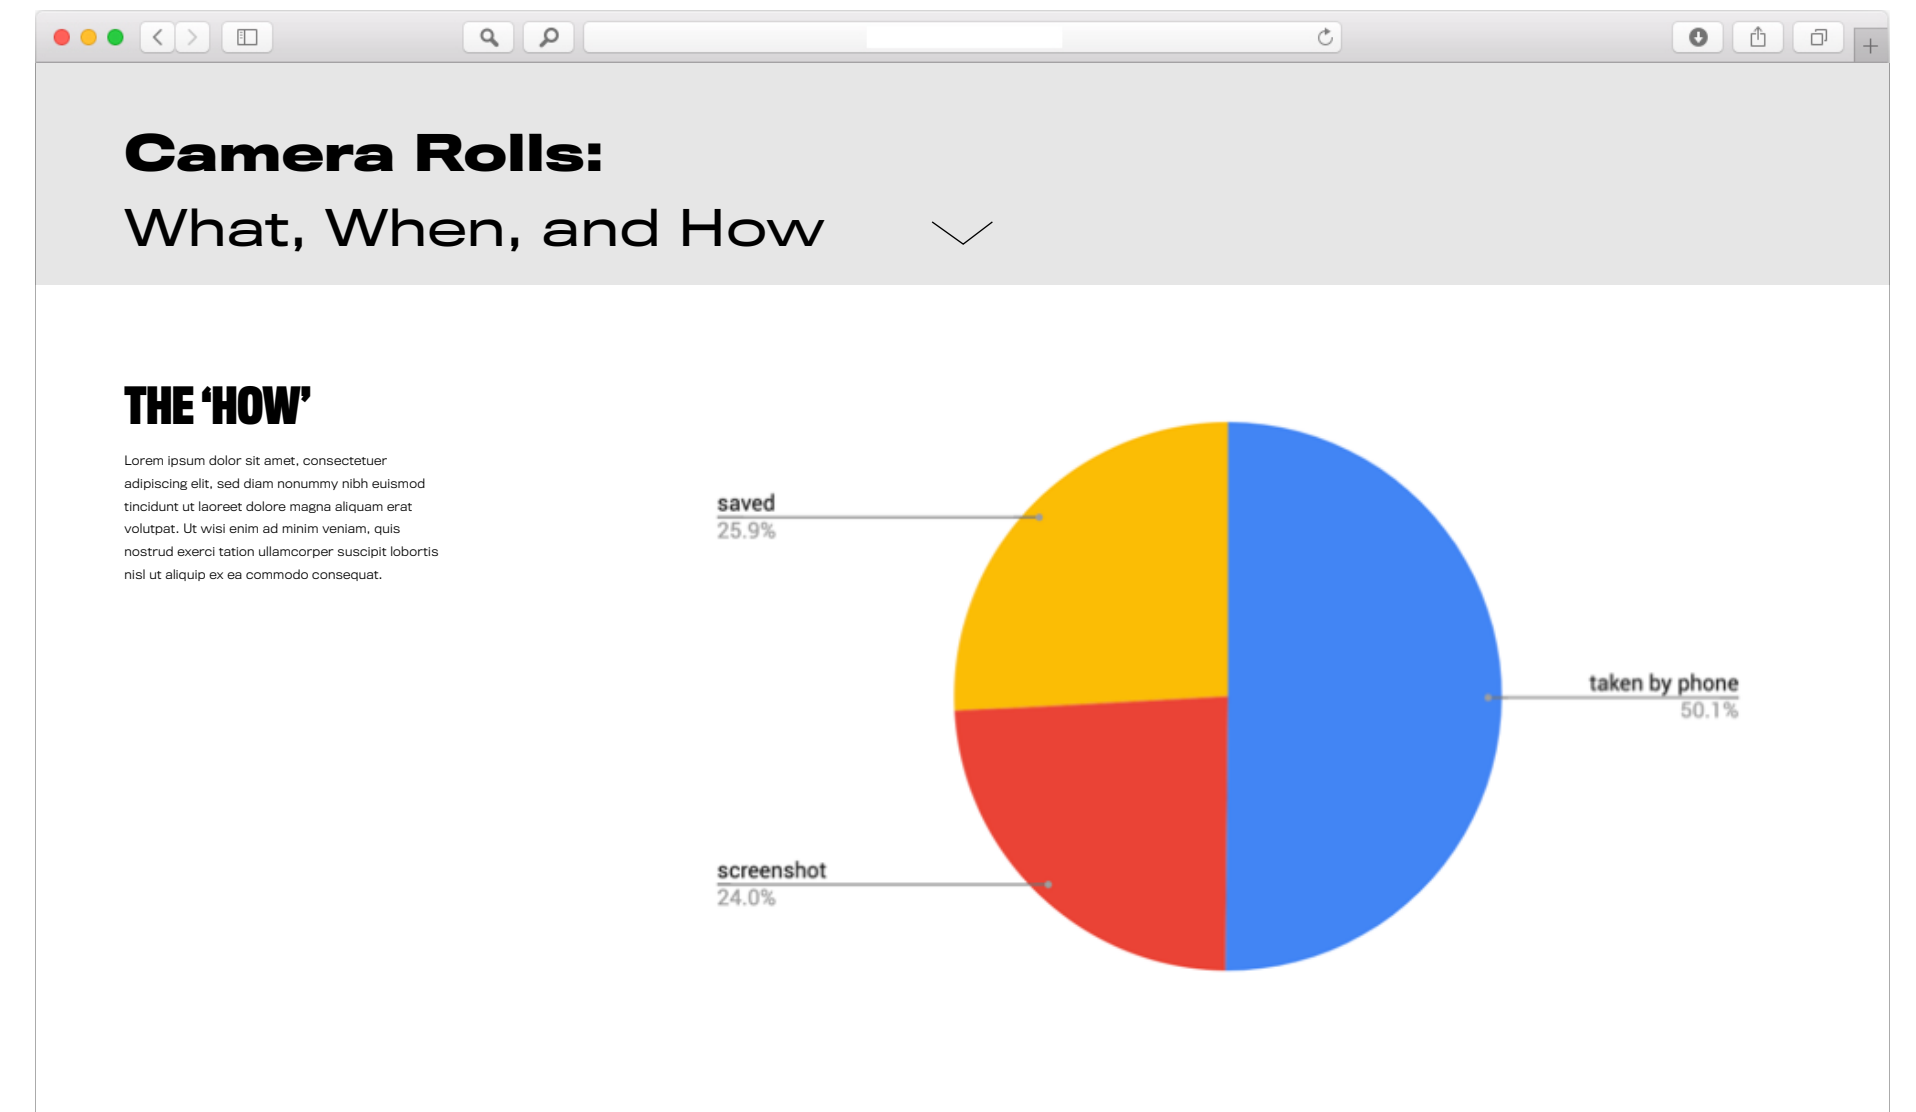 Camera Rolls:
What, When, and How
THE ‘HOW’
Lorem ipsum dolor sit amet, consectetuer
adipiscing elit, sed diam nonummy nibh euismod
tincidunt ut laoreet dolore magna aliquam erat
volutpat. Ut wisi enim ad minim veniam, quis
nostrud exerci tation ullamcorper suscipit lobortis
nisl ut aliquip ex ea commodo consequat.
saved
25.9%
taken by phone
50.1%
screenshot
24.0%